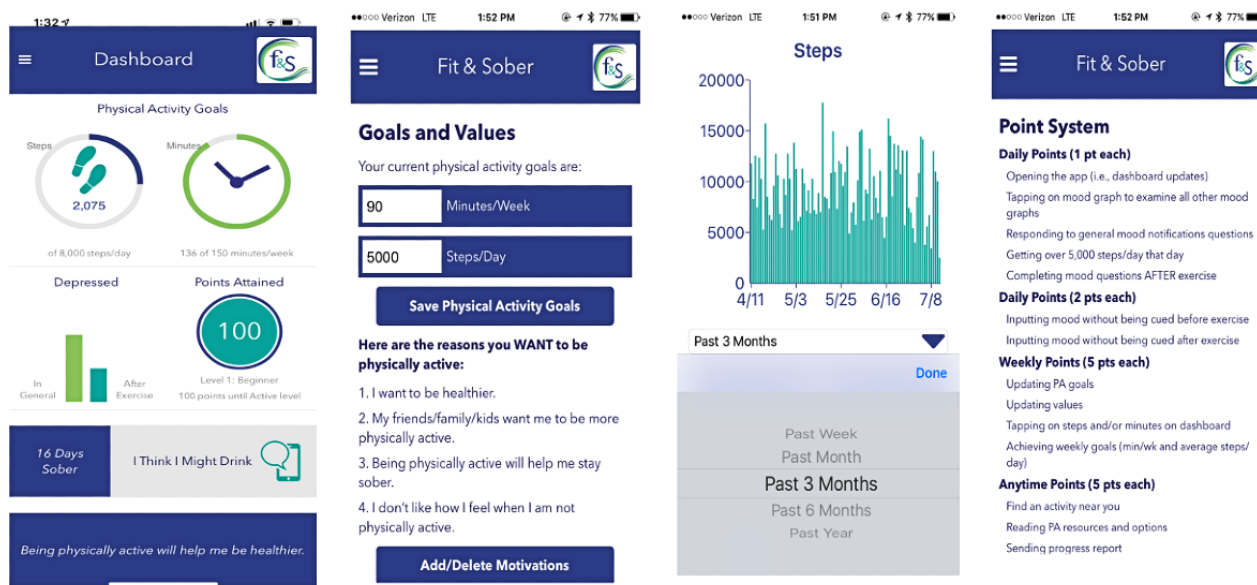 1:32
Dashboard
f&S
Physical Activity Goals
Steps
2,075
of 8,000 steps/day
Minutes
136 of 150 minutes/week
Depressed
In
General
After
Exercise
Points Attained
100
Level 1: Beginner
100 points until Active level
16 Days
Sober
I Think I Might Drink
Being physically active will help me be healthier.
Verizon LTE 1:52 PM 77%
Fit & Sober
f&S
Goals and Values
Your current physical activity goals are:
90 Minutes/Week
5000 Steps/Day
Save Physical Activity Goals
Here are the reasons you WANT to be
physically active:
1. I want to be healthier.
2. My friends/family/kids want me to be more
physically active.
3. Being physically active will help me stay
sober.
4. I don't like how I feel when I am not
physically active.
Add/Delete Motivations
Verizon LTE 1:51 PM 77%
Steps
20000
15000
10000
5000
0
4/11 5/3 5/25 6/16 7/8
Past 3 Months
Done
Past Week
Past Month
Past 3 Months
Past 6 Months
Past Year
Verizon LTE 1:52 PM 77%
Fit & Sober
f&S
Point System
Daily Points (1 pt each)
Opening the app (i.e., dashboard updates)
Tapping on mood graph to examine all other mood
graphs
Responding to general mood notifications questions
Getting over 5,000 steps/day that day
Completing mood questions AFTER exercise
Daily Points (2 pts each)
Inputting mood without being cued before exercise
Inputting mood without being cued after exercise
Weekly Points (5 pts each)
Updating PA goals
Updating values
Tapping on steps and/or minutes on dashboard
Achieving weekly goals (min/wk and average steps/
day)
Anytime Points (5 pts each)
Find an activity near you
Reading PA resources and options
Sending progress report